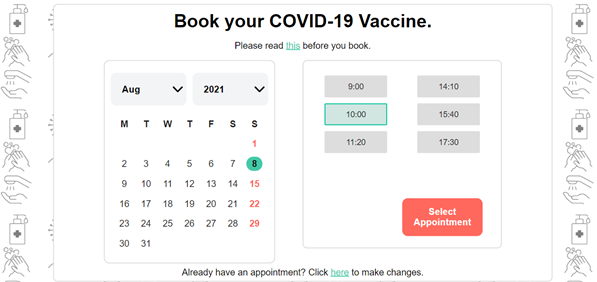 Book your COVID-19 Vaccine.
Please read this before you book.
Aug 2021
M T W T F S S
1
2 3 4 5 6 7 8
9 10 11 12 13 14 15
16 17 18 19 20 21 22
23 24 25 26 27 28 29
30 31
9:00 14:10
10:00 15:40
11:20 17:30
Select
Appointment
Already have an appointment? Click here to make changes.